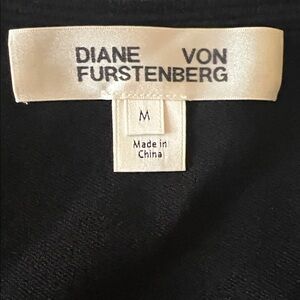 DIANE VON
FURSTENBERG
M
Made in
China